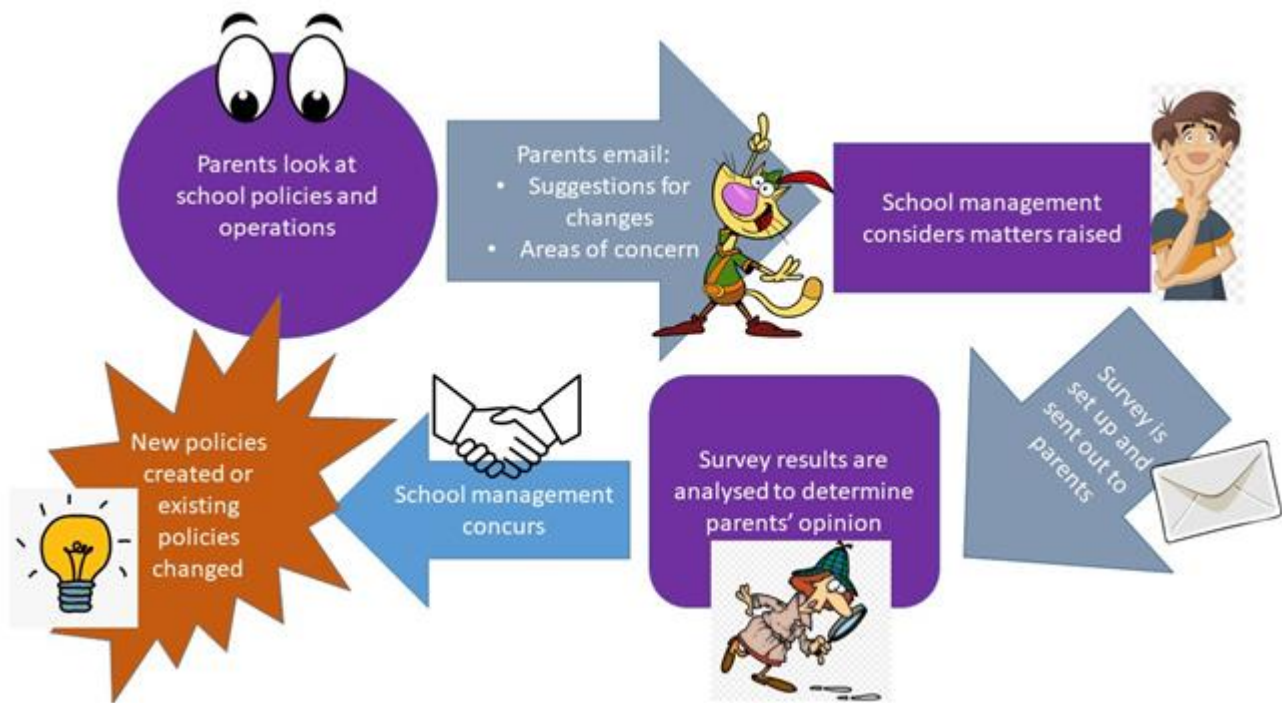 Parents look at
school policies and
operations
Parents email:
• Suggestions for
changes
• Areas of concern
School management
considers matters raised
Survey is
set up and
sent out to
parents
Survey results are
analysed to determine
parents’ opinion
School management
concurs
New policies
created or
existing
policies
changed